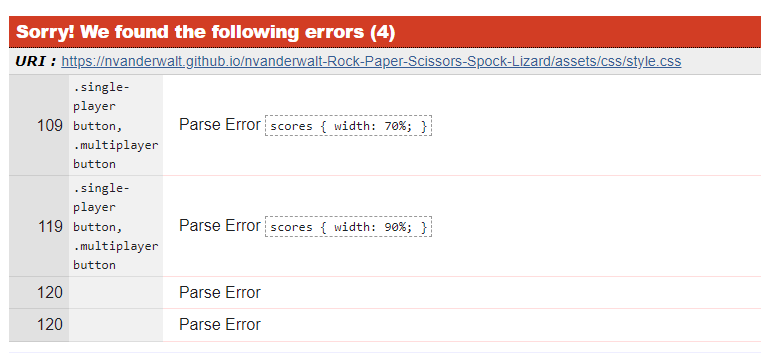 Sorry! We found the following errors (4)
URI : https://nvanderwalt.github.io/nvanderwalt-Rock-Paper-Scissors-Spock-Lizard/assets/css/style.css
109
.single-
player
button,
.multiplayer
button
Parse Error scores { width: 70%; }
119
.single-
player
button,
.multiplayer
button
Parse Error scores { width: 90%; }
120 Parse Error
120 Parse Error